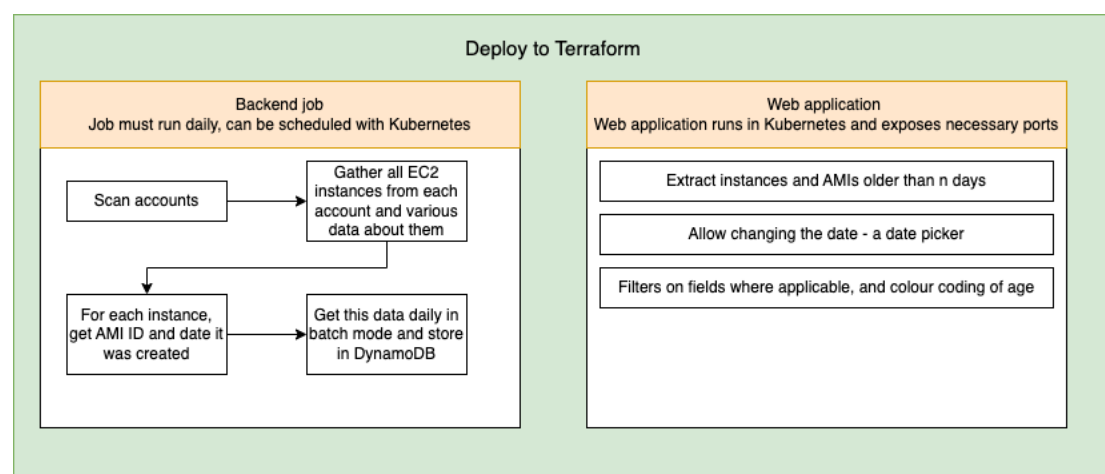 Deploy to Terraform
Backend job
Job must run daily, can be scheduled with Kubernetes
Scan accounts
Gather all EC2
instances from each
account and various
data about them
For each instance,
get AMI ID and date it
was created
Get this data daily in
batch mode and store
in DynamoDB
Web application
Web application runs in Kubernetes and exposes necessary ports
Extract instances and AMIs older than n days
Allow changing the date - a date picker
Filters on fields where applicable, and colour coding of age